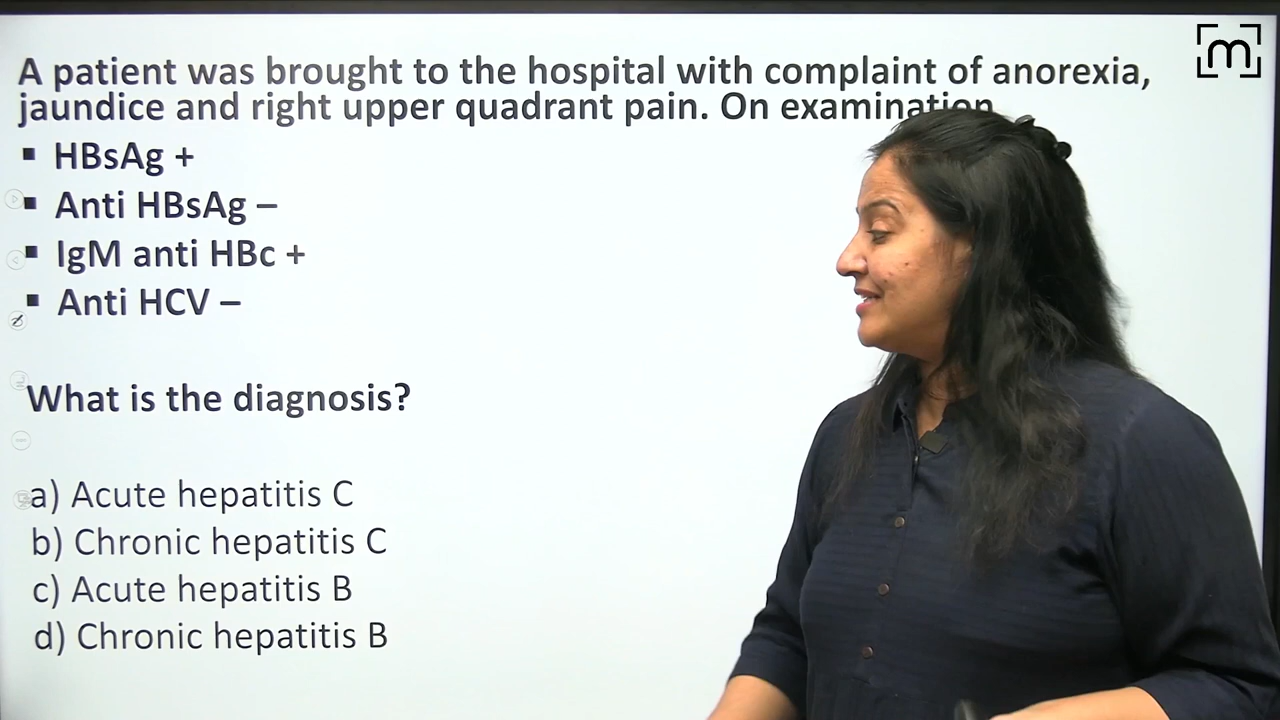 A patient was brought to the hospital with complaint of anorexia,
jaundice and right upper quadrant pain. On examination
▪ HBsAg +
▪ Anti HBsAg –
▪ IgM anti HBc +
▪ Anti HCV –
What is the diagnosis?
a) Acute hepatitis C
b) Chronic hepatitis C
c) Acute hepatitis B
d) Chronic hepatitis B
m